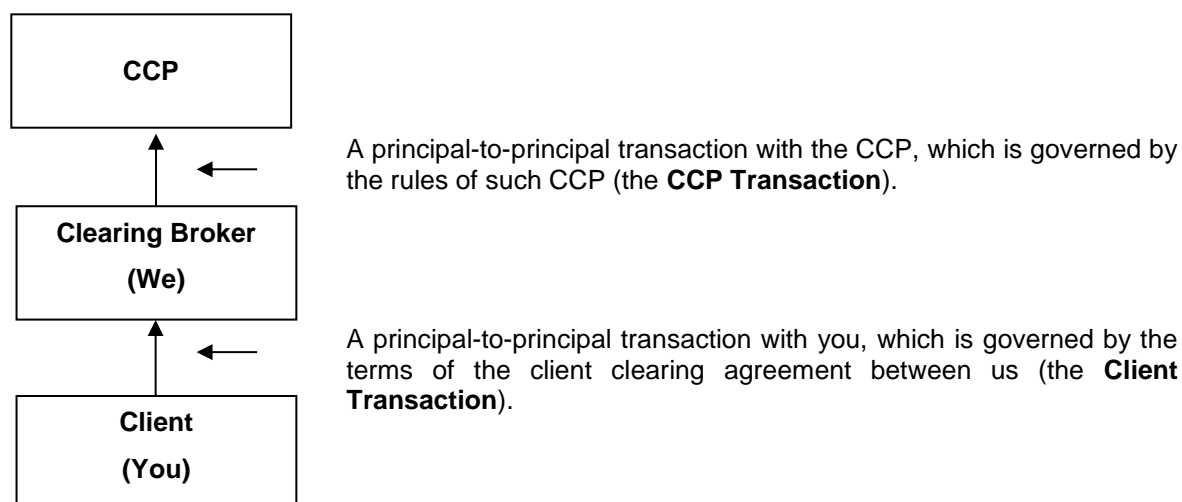 CCP
A principal-to-principal transaction with the CCP, which is governed by
the rules of such CCP (the CCP Transaction).
Clearing Broker
(We)
A principal-to-principal transaction with you, which is governed by the
terms of the client clearing agreement between us (the Client
Transaction).
Client
(You)